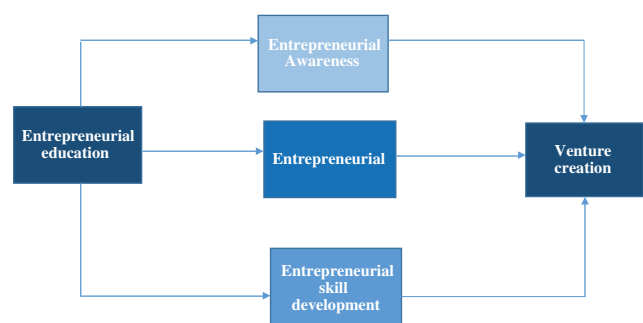 Entrepreneurial
Awareness
Entrepreneurial
education
Entrepreneurial
Venture
creation
Entrepreneurial
skill
development